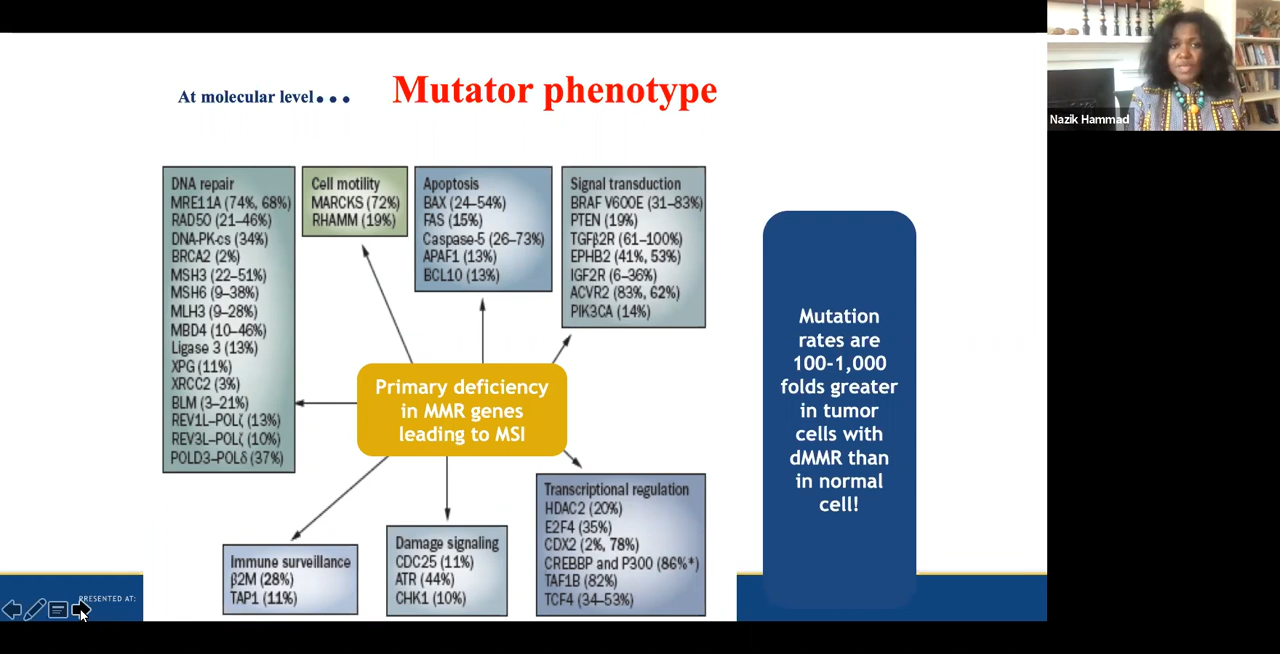 At molecular level...
Mutator phenotype
Nazik Hammad
DNA repair
MRE11A (74%, 68%)
RAD50 (21–46%)
DNA-PK-cs (34%)
BRCA2 (2%)
MSH3 (22–51%)
MSH6 (9–38%)
MLH3 (9–28%)
MBD4 (10–46%)
Ligase 3 (13%)
XPG (11%)
XRCC2 (3%)
BLM (3–21%)
REV1L–POLζ (13%)
REV3L–POLζ (10%)
POLD3–POLδ (37%)
Cell motility
MARCKS (72%)
RHAMM (19%)
Apoptosis
BAX (24–54%)
FAS (15%)
Caspase-5 (26–73%)
APAF1 (13%)
BCL10 (13%)
Signal transduction
BRAF V600E (31–83%)
PTEN (19%)
TGFβ2R (61–100%)
EPHB2 (41%, 53%)
IGF2R (6–36%)
ACVR2 (83%, 62%)
PIK3CA (14%)
Primary deficiency
in MMR genes
leading to MSI
Mutation
rates are
100-1,000
folds greater
in tumor
cells with
dMMR than
in normal
cell!
Immune surveillance
β2M (28%)
TAP1 (11%)
Damage signaling
CDC25 (11%)
ATR (44%)
CHK1 (10%)
Transcriptional regulation
HDAC2 (20%)
E2F4 (35%)
CDX2 (2%, 78%)
CREBBP and P300 (86%*)
TAF1B (82%)
TCF4 (34–53%)
PRESENTED AT: